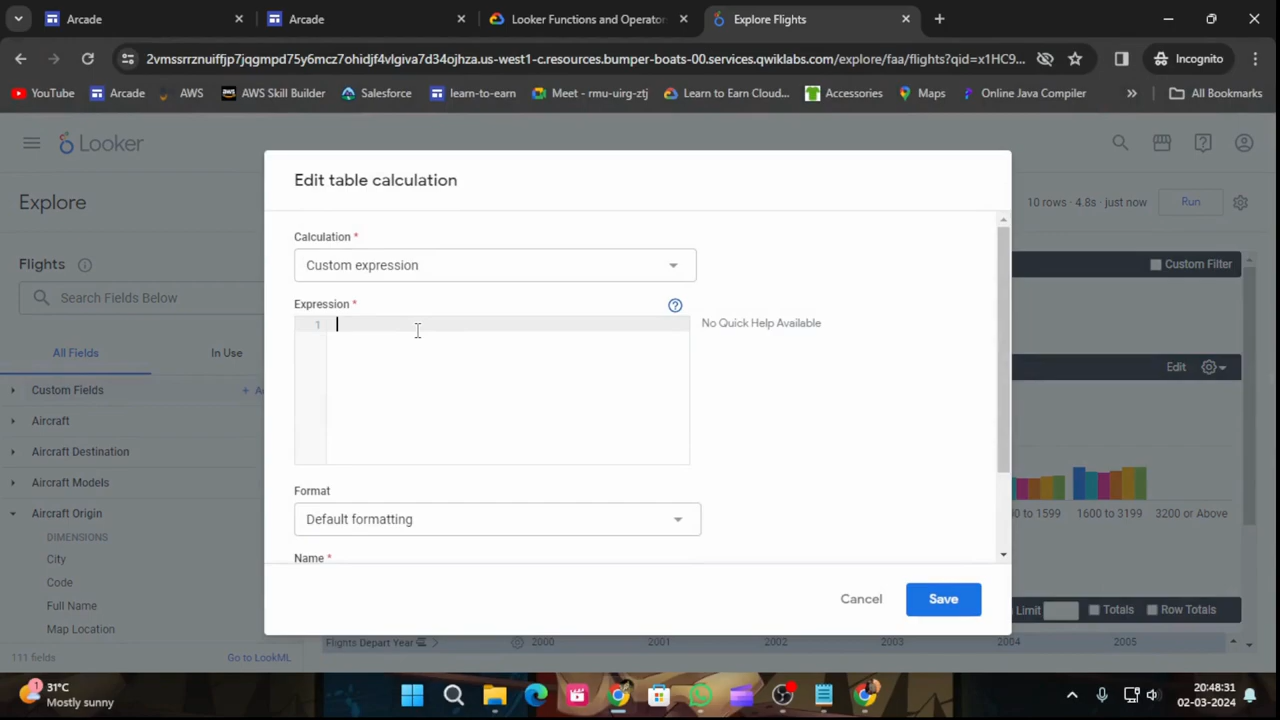 Arcade
Arcade
Looker Functions and Operator
Explore Flights
2vmssrrznuiffjp7jqgmpd75y6mcz7ohidjf4vlgiva7d34ojhza.us-west1-c.resources.bumper-boats-00.services.qwiklabs.com/explore/faa/flights?qid=x1HC9...
Incognito
YouTube
Arcade
AWS
AWS Skill Builder
Salesforce
learn-to-earn
Meet - rmu-uirg-ztj
Learn to Earn Cloud...
Accessories
Maps
Online Java Compiler
All Bookmarks
Looker
Edit table calculation
Explore
10 rows · 4.8s · just now
Run
Calculation *
Flights
Custom expression
Custom Filter
Search Fields Below
Expression *
1
No Quick Help Available
All Fields
In Use
Edit
Custom Fields
Aircraft
Aircraft Destination
Aircraft Models
Format
Aircraft Origin
1600 to 3199
3200 or Above
Default formatting
DIMENSIONS
City
Name *
Code
Cancel
Save
Full Name
Limit
Totals
Row Totals
Map Location
Flights Depart Year
2000
2001
2002
2003
2004
2005
111 fields
Go to LookML
1
31°C
Mostly sunny
20:48:31
02-03-2024